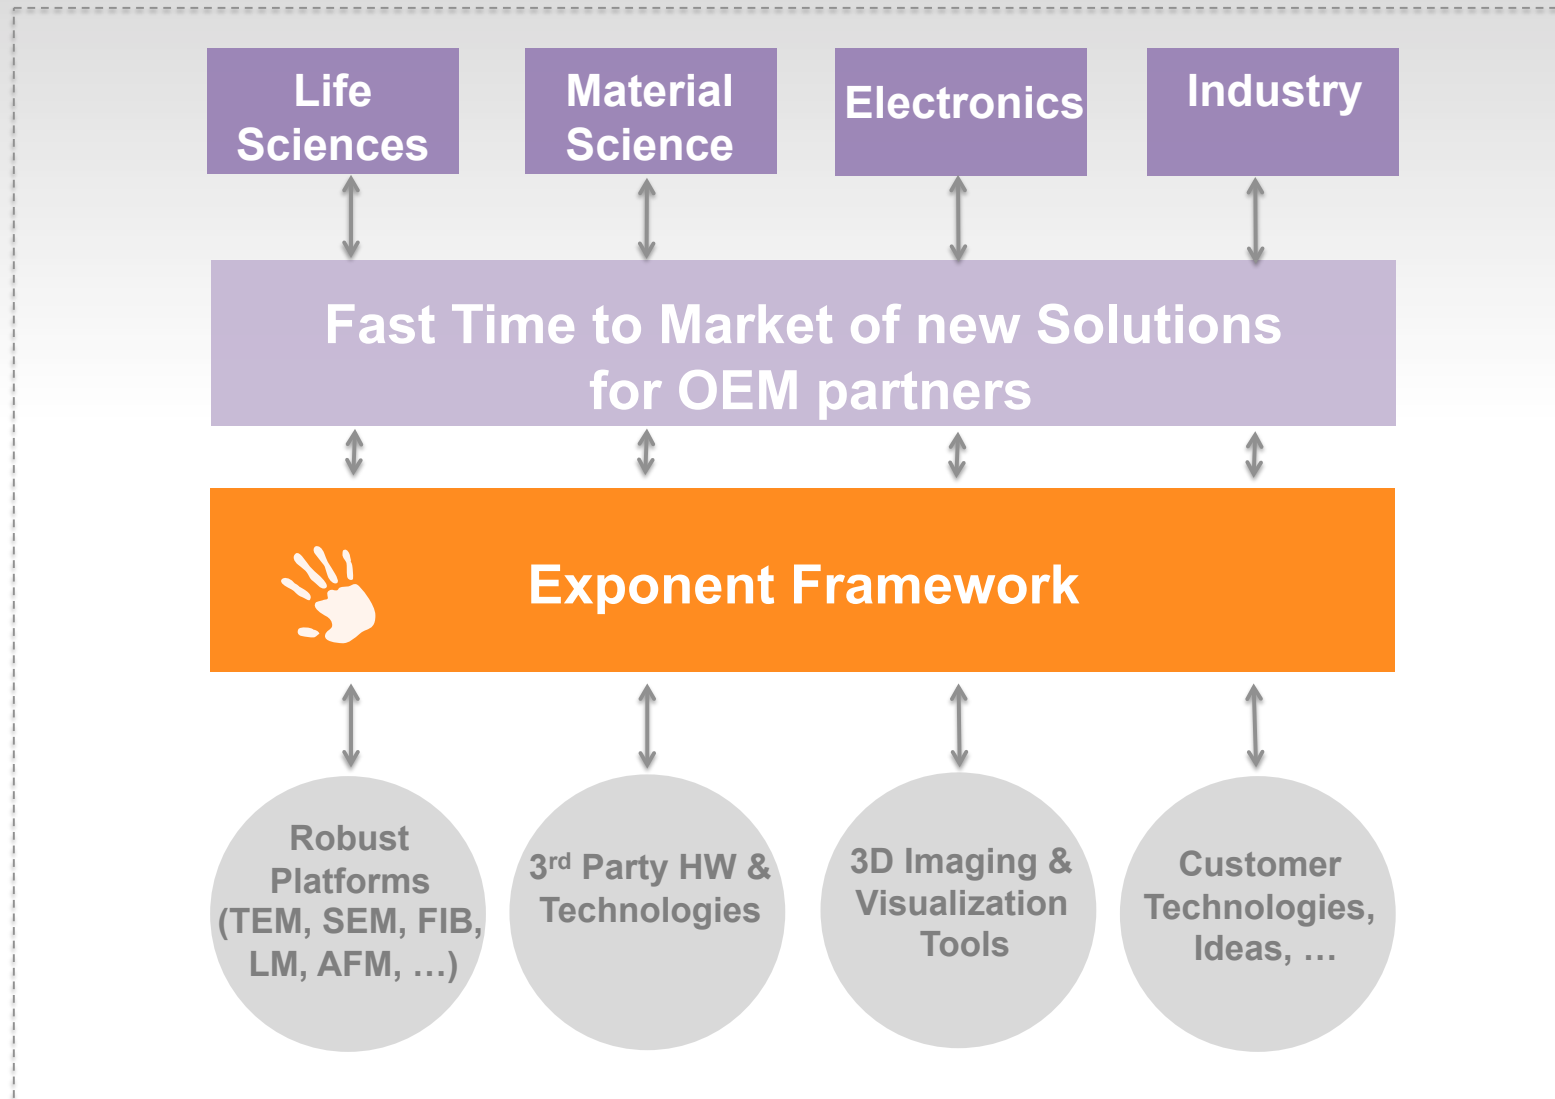 Life
Sciences
Material
Science
Electronics
Industry
Fast Time to Market of new Solutions
for OEM partners
Exponent Framework
Robust
Platforms
(TEM, SEM, FIB,
LM, AFM, …)
3rd Party HW &
Technologies
3D Imaging &
Visualization
Tools
Customer
Technologies,
Ideas, …